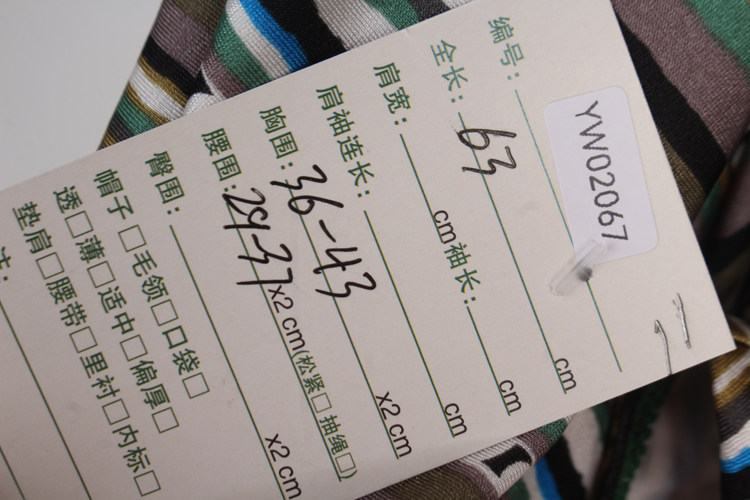 编号: YW02067
全长: 63 cm
肩宽: cm 袖长: cm
肩袖连长: cm
胸围: 36-43 x2 cm
腰围: 29-37 x2 cm (松紧□ 抽绳□)
臀围: x2 cm
帽子□毛领□口袋□
透□薄□适中□偏厚□
垫肩□腰带□里衬□内标□